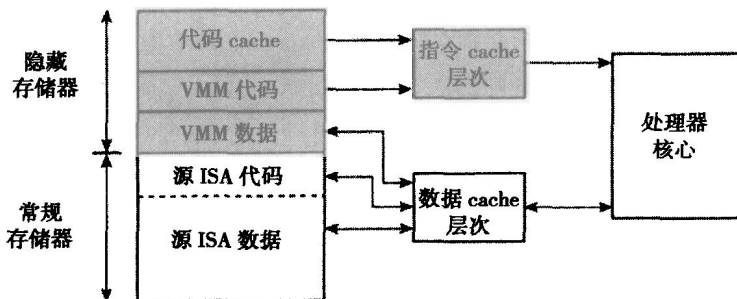 隐藏
存储器
常规
存储器
代码 cache
VMM 代码
VMM 数据
源 ISA 代码
源 ISA 数据
指令 cache
层次
数据 cache
层次
处理器
核心